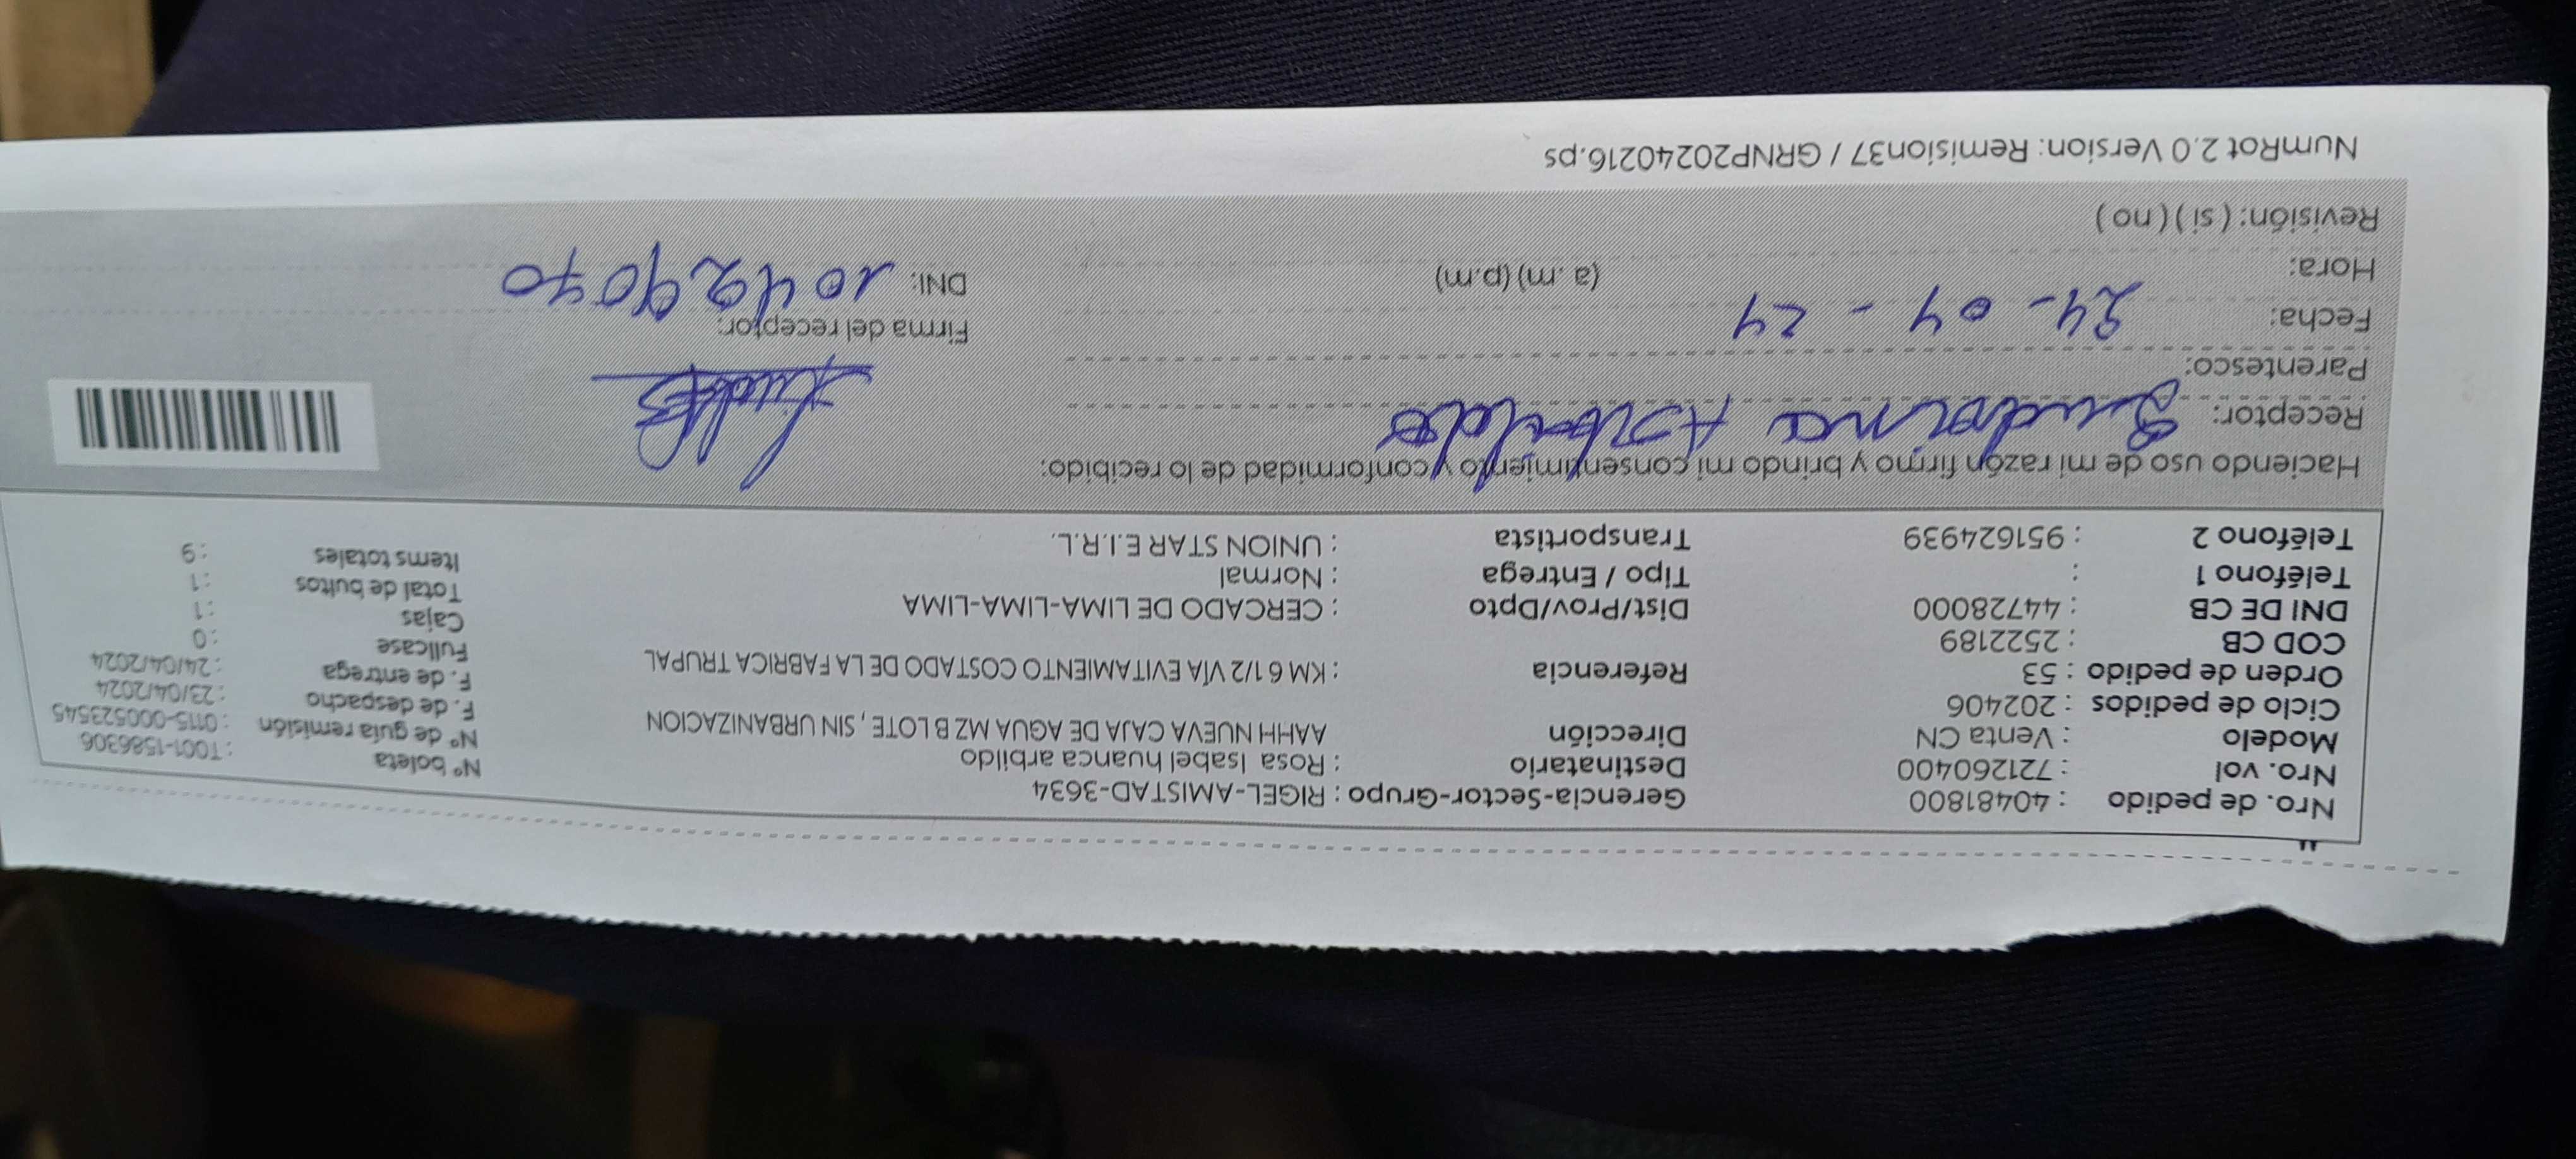 Nro. de pedido : 40481800 Gerencia-Sector-Grupo : RIGEL-AMISTAD-3634 Nº boleta : T001-1586306
Nro. vol : 721260400 Destinatario : Rosa Isabel huanca arbildo Nº de guía remisión : 0115-000523545
Modelo : Venta CN Dirección AAHH NUEVA CAJA DE AGUA MZ B LOTE , SIN URBANIZACION F. de despacho : 23/04/2024
Ciclo de pedidos : 202406 F. de entrega : 24/04/2024
Orden de pedido : 53 Referencia : KM 6 1/2 VÍA EVITAMIENTO COSTADO DE LA FABRICA TRUPAL Fullcase : 0
COD CB : 2522189 Cajas : 1
DNI DE CB : 44728000 Dist/Prov/Dpto : CERCADO DE LIMA-LIMA-LIMA Total de bultos : 1
Teléfono 1 : Tipo / Entrega : Normal Items totales : 9
Teléfono 2 : 951624939 Transportista : UNION STAR E.I.R.L.
Haciendo uso de mi razón firmo y brindo mi consentimiento y conformidad de lo recibido:
Receptor: Arbildo
Parentesco:
Fecha: 24-04-24 Firma del receptor:
Hora: (a .m) (p.m) DNI: 10429070
Revisión: ( si ) ( no )
NumRot 2.0 Version: Remision37 / GRNP20240216.ps